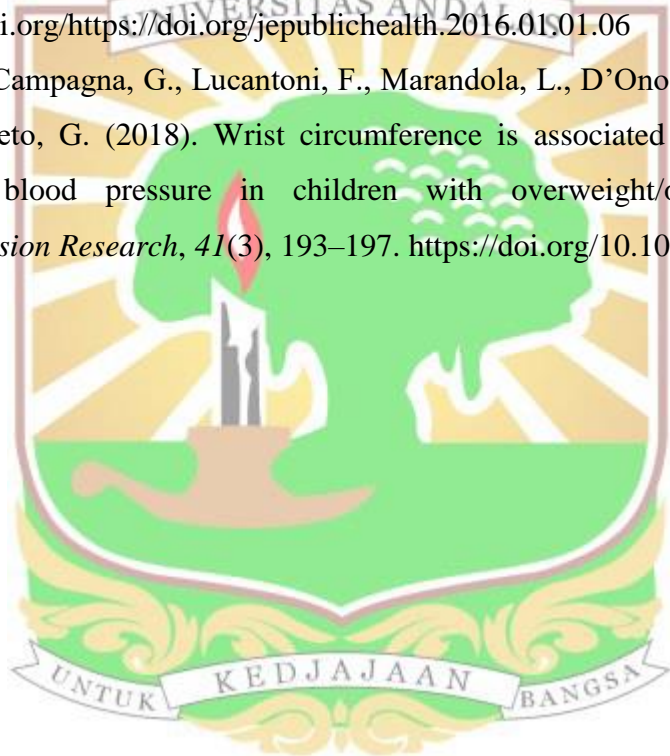 UNIVERSITAS ANDALAS
i.org/https://doi.org/jepublichealth.2016.01.01.06
Campagna, G., Lucantoni, F., Marandola, L., D’Ono
eto, G. (2018). Wrist circumference is associated
blood pressure in children with overweight/o
sion Research, 41(3), 193–197. https://doi.org/10.10
UNTUK KEDJAJAAN BANGSA